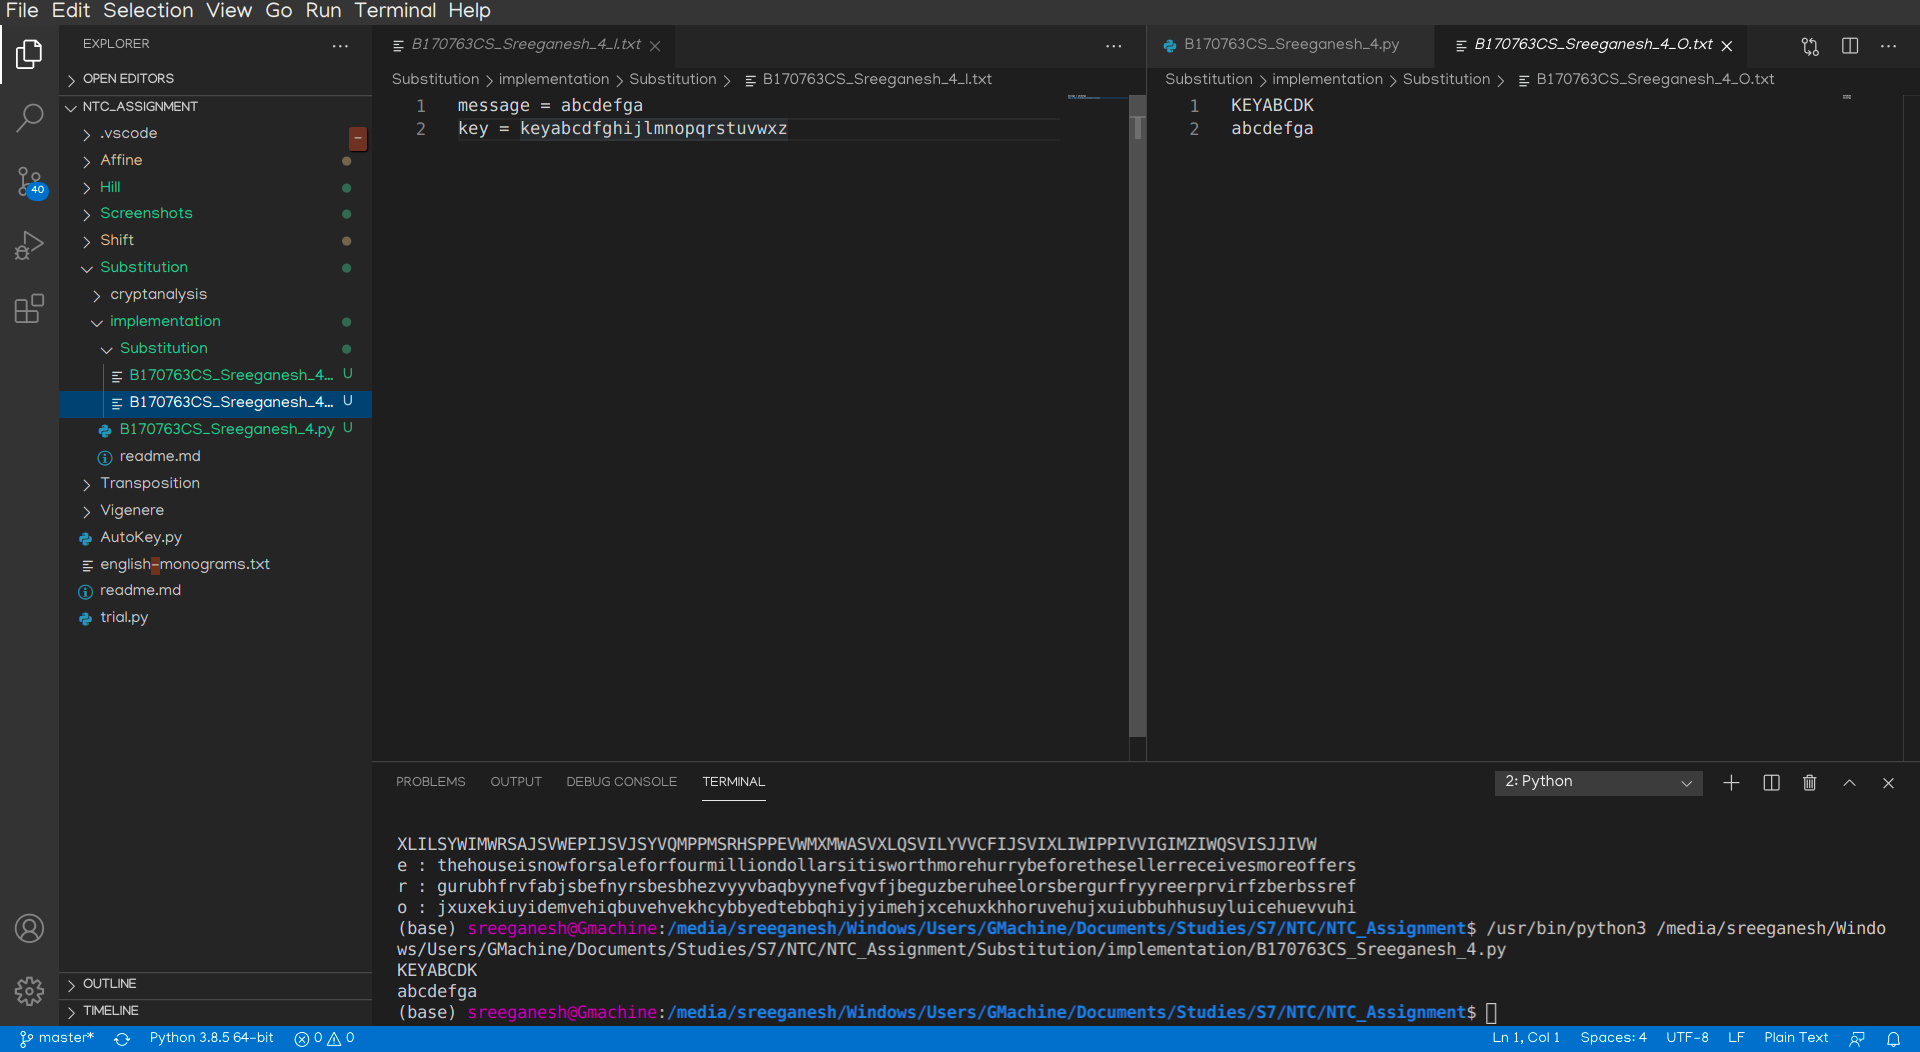 File Edit Selection View Go Run Terminal Help
EXPLORER
OPEN EDITORS
NTC_ASSIGNMENT
.vscode
Affine
Hill
Screenshots
Shift
Substitution
cryptanalysis
implementation
Substitution
B170763CS_Sreeganesh_4... U
B170763CS_Sreeganesh_4... U
B170763CS_Sreeganesh_4.py U
readme.md
Transposition
Vigenere
AutoKey.py
english-monograms.txt
readme.md
trial.py
OUTLINE
TIMELINE
40
B170763CS_Sreeganesh_4_I.txt
Substitution > implementation > Substitution > B170763CS_Sreeganesh_4_I.txt
1 message = abcdefga
2 key = keyabcdfghijlmnopqrstuvwxz
B170763CS_Sreeganesh_4.py B170763CS_Sreeganesh_4_O.txt
Substitution > implementation > Substitution > B170763CS_Sreeganesh_4_O.txt
1 KEYABCDK
2 abcdefga
PROBLEMS OUTPUT DEBUG CONSOLE TERMINAL 2: Python
XLILSYWIMWRSAJSVWEPIJSVJSYVQMPPMSRHSPPEVWMXMWASVXLQSVILYVVCFIJSVIXLIWIPPIVVIGIMZIWQSVISJJIVW
e : thehouseisnowforsaleforfourmilliondollarsitisworthmorehurrybeforethesellerreceivesmoreoffers
r : gurubhfrvfabjsbefnyrsbesbhezvyyvbaqbyynefvgvfjbeguzberuheelorsbergurfryyreerprvirfzberbssref
o : jxuxekiuyidemvehiqbuvehvekhcybbyedtebbqhiyjyimehjxcehuxkhhoruvehujxuiubbuhhusuyluicehuevvuhi
(base) sreeganesh@Gmachine:/media/sreeganesh/Windows/Users/GMachine/Documents/Studies/S7/NTC/NTC_Assignment$ /usr/bin/python3 /media/sreeganesh/Windo
ws/Users/GMachine/Documents/Studies/S7/NTC/NTC_Assignment/Substitution/implementation/B170763CS_Sreeganesh_4.py
KEYABCDK
abcdefga
(base) sreeganesh@Gmachine:/media/sreeganesh/Windows/Users/GMachine/Documents/Studies/S7/NTC/NTC_Assignment$
master* Python 3.8.5 64-bit 0 0 Ln 1, Col 1 Spaces: 4 UTF-8 LF Plain Text